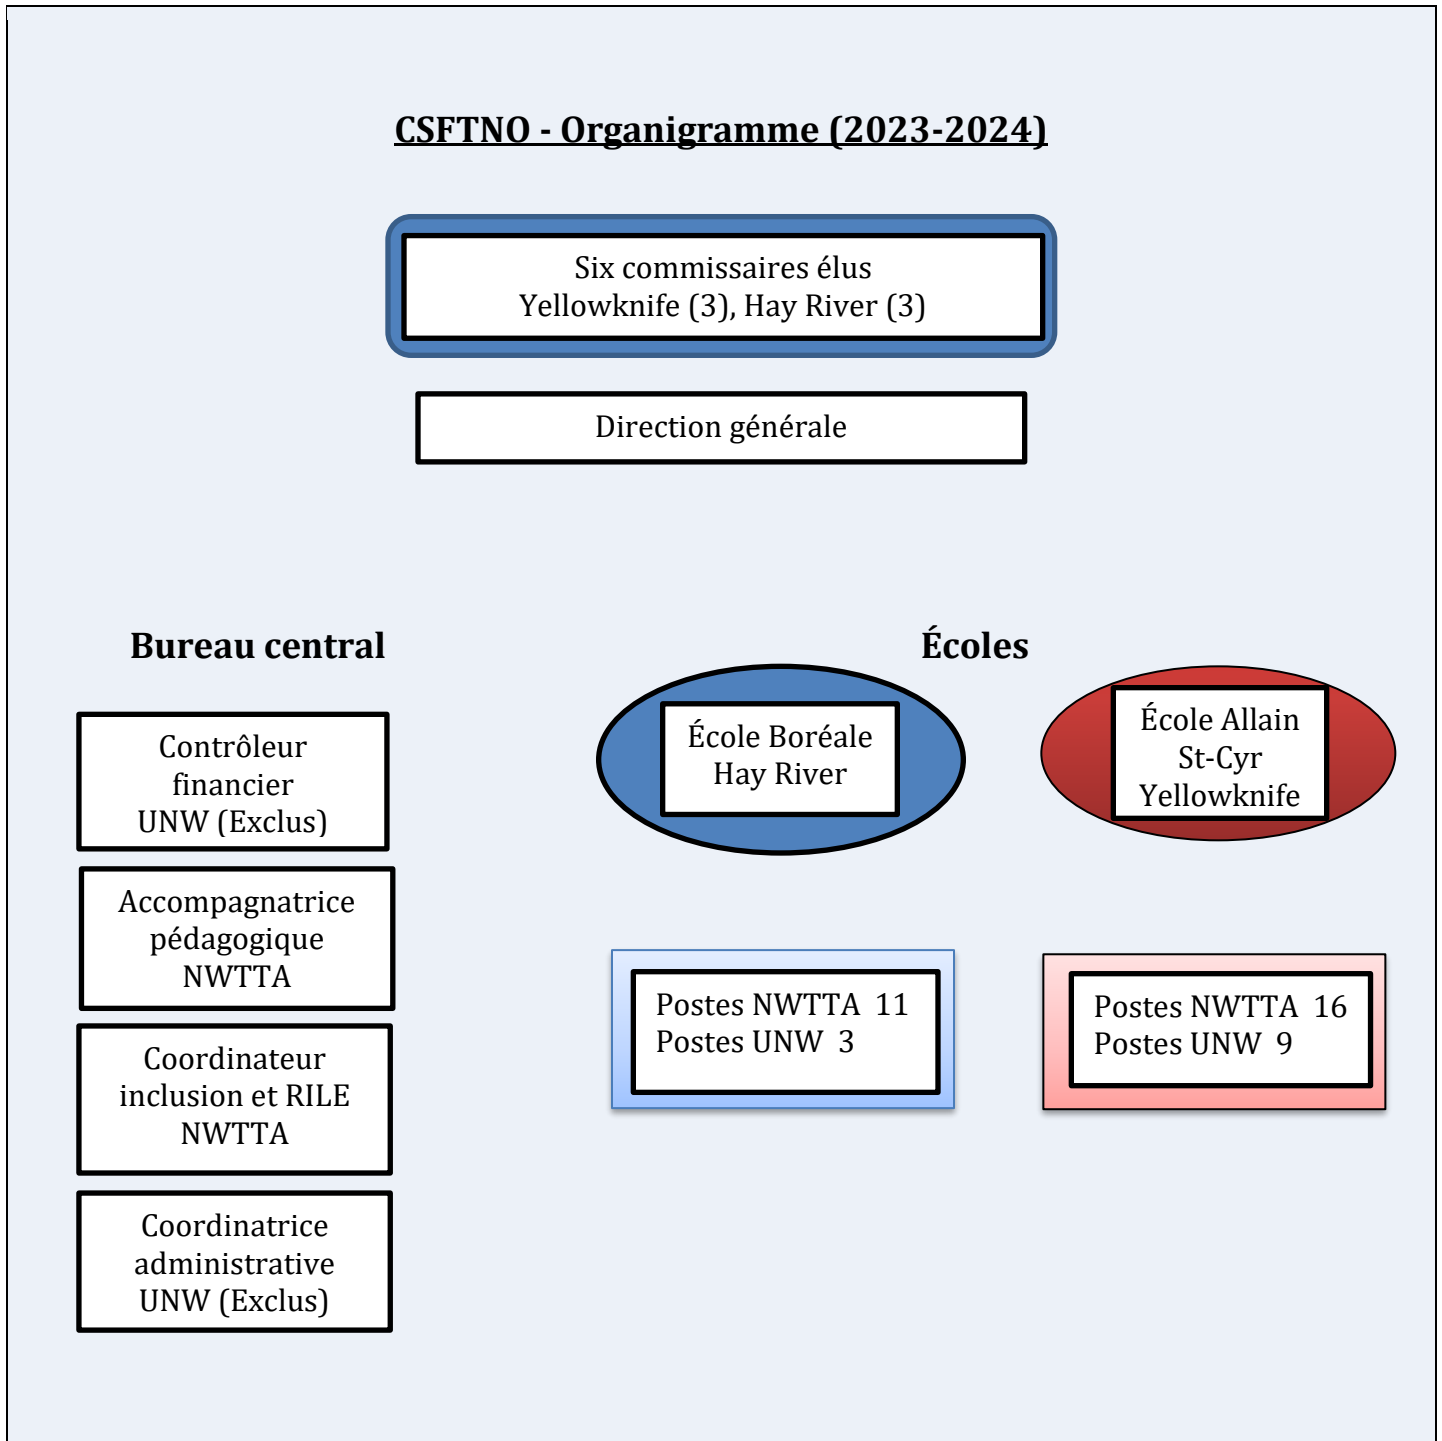 CSFTNO - Organigramme (2023-2024)
Six commissaires élus
Yellowknife (3), Hay River (3)
Direction générale
Bureau central
Contrôleur
financier
UNW (Exclus)
Accompagnatrice
pédagogique
NWTTA
Coordinateur
inclusion et RILE
NWTTA
Coordinatrice
administrative
UNW (Exclus)
Écoles
École Boréale
Hay River
École Allain
St-Cyr
Yellowknife
Postes NWTTA  11
Postes UNW  3
Postes NWTTA  16
Postes UNW  9